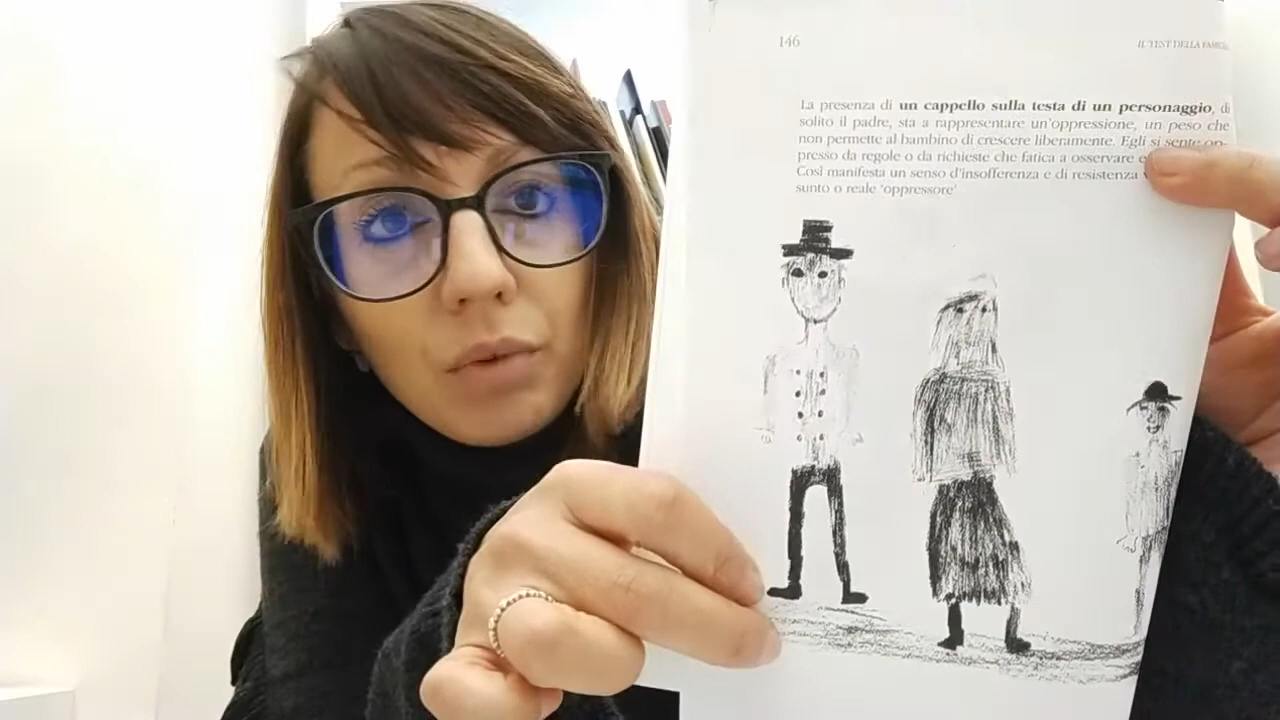 146
IL TEST DELLA
La presenza di un cappello sulla testa di un personaggio, di
solito il padre, sta a rappresentare un'oppressione, un peso che
non permette al bambino di crescere liberamente. Egli si sente op-
presso da regole o da richieste che fatica a osservare e
Così manifesta un senso d'insofferenza e di resistenza
sunto o reale 'oppressore'